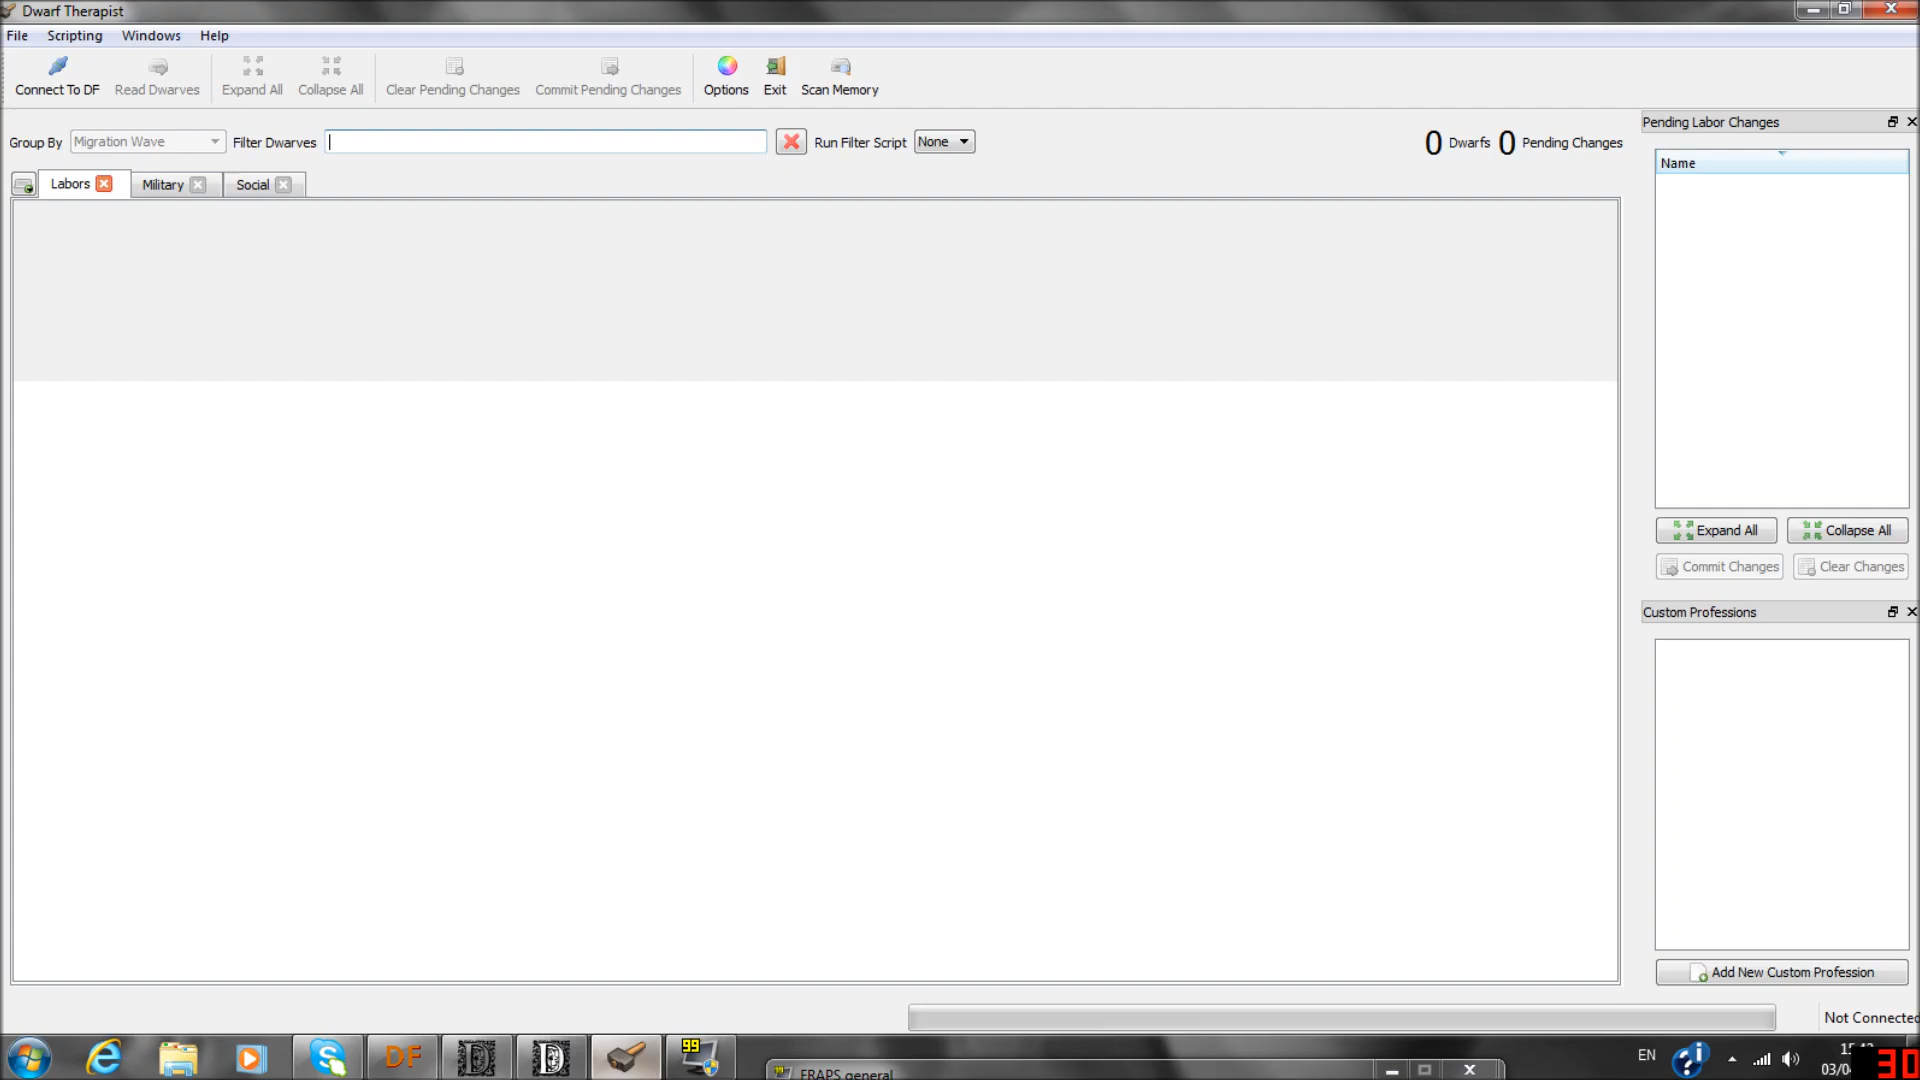 Dwarf Therapist
File Scripting Windows Help
Connect To DF Read Dwarves Expand All Collapse All Clear Pending Changes Commit Pending Changes Options Exit Scan Memory
Group By Migration Wave Filter Dwarves Run Filter Script None 0 Dwarfs 0 Pending Changes
Labors Military Social
Pending Labor Changes
Name
Expand All Collapse All
Commit Changes Clear Changes
Custom Professions
Add New Custom Profession
Not Connected
DF
99
FRAPS general
EN
03/0
30